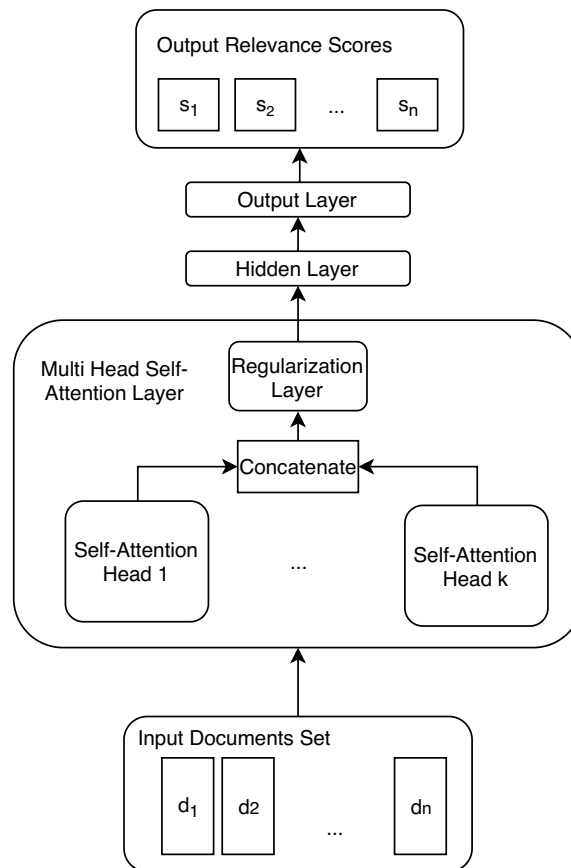 Output Relevance Scores
s1 s2 ... sn
Output Layer
Hidden Layer
Multi Head Self-
Attention Layer
Regularization
Layer
Concatenate
Self-Attention
Head 1
...
Self-Attention
Head k
Input Documents Set
d1 d2 ... dn